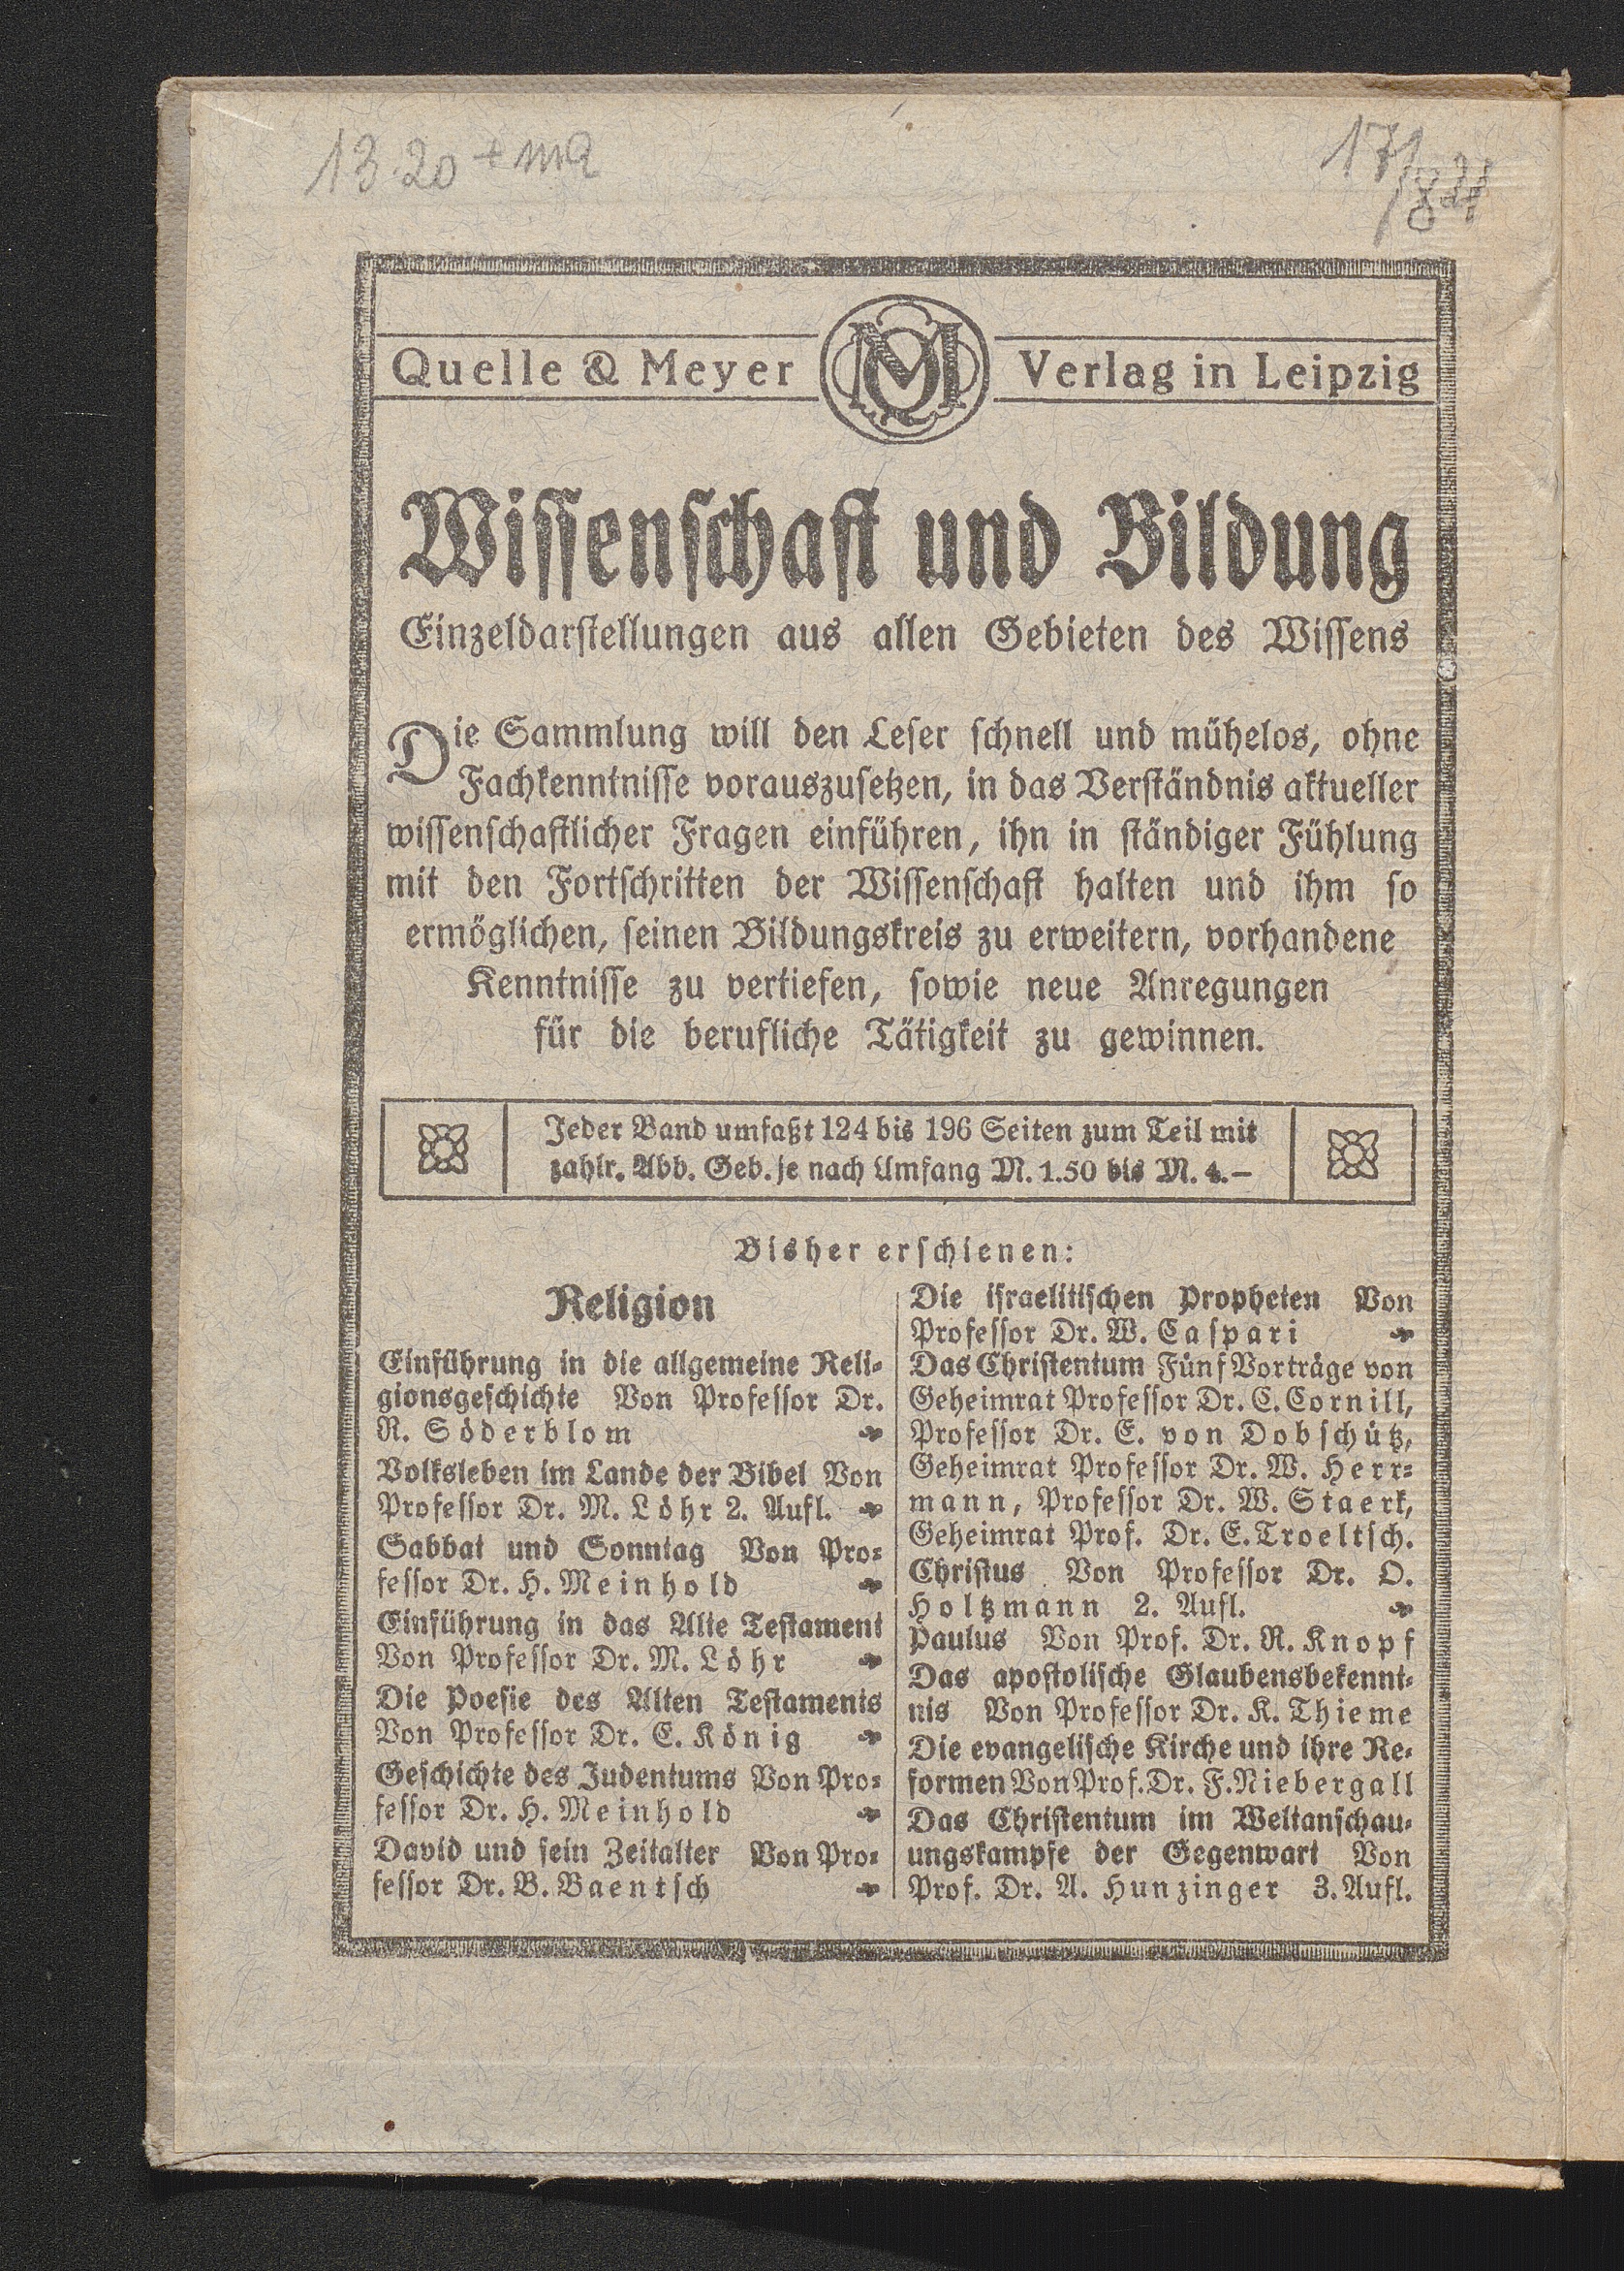 13.20 + ma
Quelle & Meyer
QM
Verlag in Leipzig
Wissenschaft und Bildung
Einzeldarstellungen aus allen Gebieten des Wissens
Die Sammlung will den Leser schnell und mühelos, ohne
Fachkenntnisse vorauszusetzen, in das Verständnis aktueller
wissenschaftlicher Fragen einführen, ihn in ständiger Fühlung
mit den Fortschritten der Wissenschaft halten und ihm so
ermöglichen, seinen Bildungskreis zu erweitern, vorhandene
Kenntnisse zu vertiefen, sowie neue Anregungen
für die berufliche Tätigkeit zu gewinnen.
Jeder Band umfaßt 124 bis 196 Seiten zum Teil mit
zahlr. Abb. Geb. je nach Umfang M. 1.50 bis M. 4.—
Bisher erschienen:
Religion
Einführung in die allgemeine Reli-
gionsgeschichte Von Professor Dr.
N. Söderblom
Volksleben im Lande der Bibel Von
Professor Dr. M. Löhr 2. Aufl.
Sabbat und Sonntag Von Pro-
fessor Dr. H. Meinhold
Einführung in das Alte Testament
Von Professor Dr. M. Löhr
Die Poesie des Alten Testaments
Von Professor Dr. E. König
Geschichte des Judentums Von Pro-
fessor Dr. H. Meinhold
David und sein Zeitalter Von Pro-
fessor Dr. B. Baentsch
Die israelitischen Propheten Von
Professor Dr. W. Caspari
Das Christentum Fünf Vorträge von
Geheimrat Professor Dr. C. Cornill,
Professor Dr. E. von Dobschütz,
Geheimrat Professor Dr. W. Herr-
mann, Professor Dr. W. Staerk,
Geheimrat Prof. Dr. E. Troeltsch.
Christus Von Professor Dr. O.
Holtzmann 2. Aufl.
Paulus Von Prof. Dr. R. Knopf
Das apostolische Glaubensbekennt-
nis Von Professor Dr. K. Thieme
Die evangelische Kirche und ihre Re-
formen Von Prof. Dr. F. Niebergall
Das Christentum im Weltanschau-
ungskampfe der Gegenwart Von
Prof. Dr. A. Hunzinger 3. Aufl.